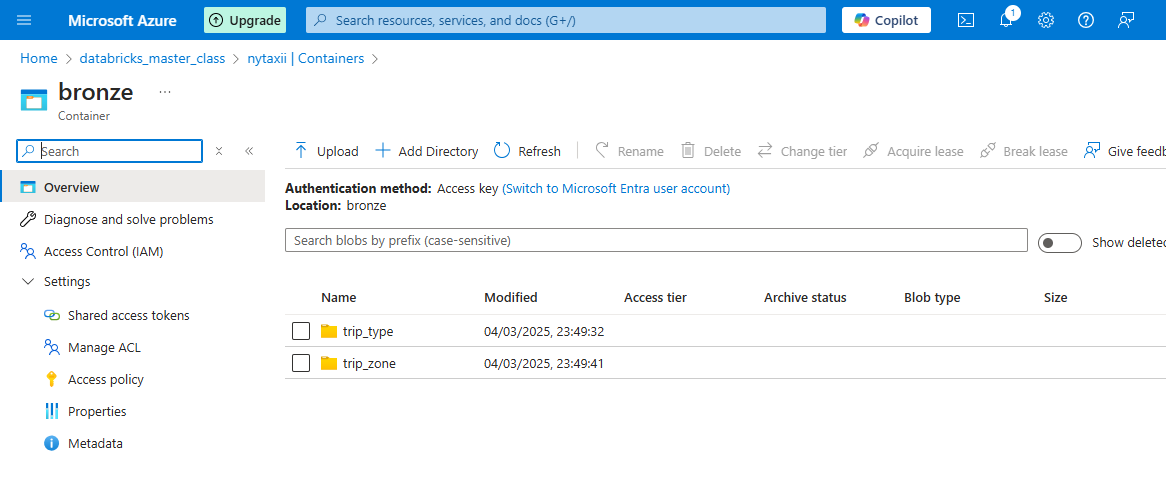 Microsoft Azure Upgrade Search resources, services, and docs (G+/) Copilot 1
Home > databricks_master_class > nytaxii | Containers >
bronze ...
Container
Search
Upload Add Directory Refresh Rename Delete Change tier Acquire lease Break lease Give feedb
Authentication method: Access key (Switch to Microsoft Entra user account)
Location: bronze
Search blobs by prefix (case-sensitive)
Show deleted
Overview
Diagnose and solve problems
Access Control (IAM)
Settings
Shared access tokens
Manage ACL
Access policy
Properties
Metadata
Name Modified Access tier Archive status Blob type Size
trip_type 04/03/2025, 23:49:32
trip_zone 04/03/2025, 23:49:41